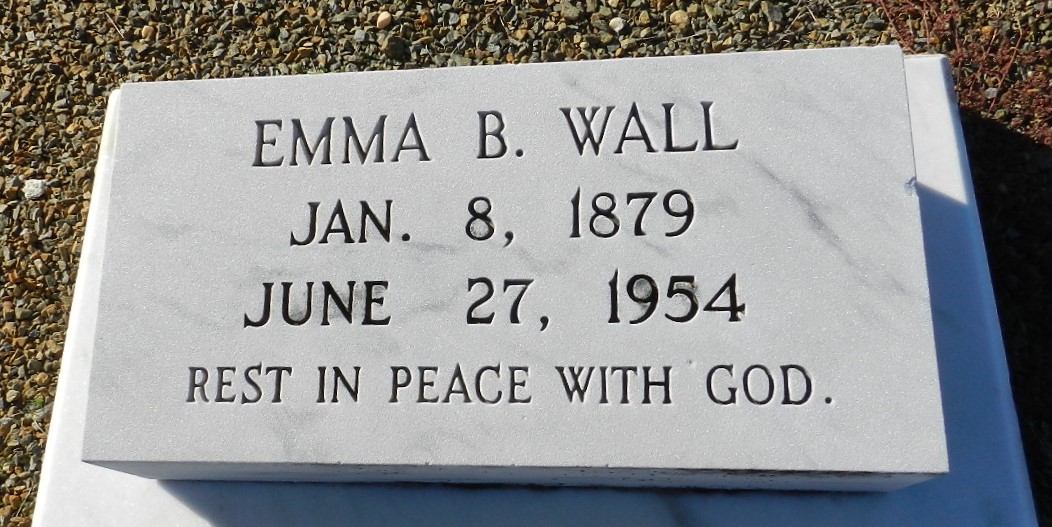 EMMA B. WALL
JAN. 8, 1879
JUNE 27, 1954
REST IN PEACE WITH GOD.